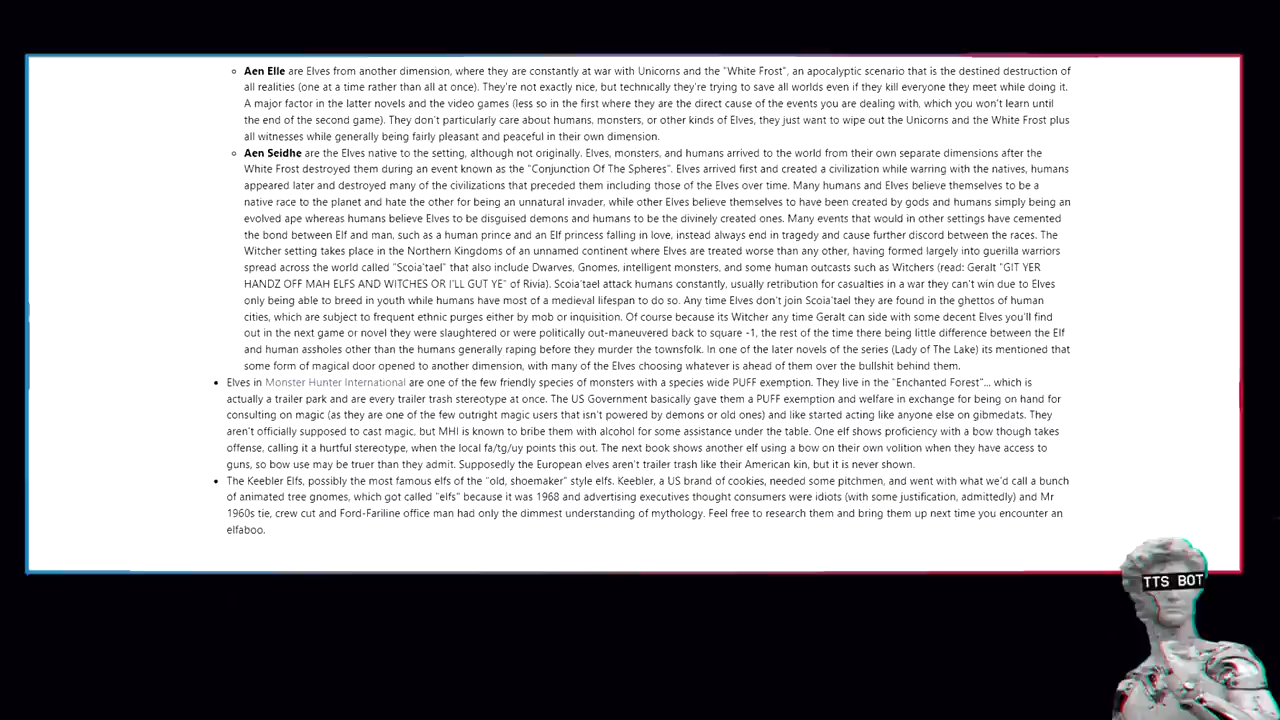 Aen Elle are Elves from another dimension, where they are constantly at war with Unicorns and the "White Frost", an apocalyptic scenario that is the destined destruction of
all realities (one at a time rather than all at once). They're not exactly nice, but technically they're trying to save all worlds even if they kill everyone they meet while doing it.
A major factor in the latter novels and the video games (less so in the first where they are the direct cause of the events you are dealing with, which you won't learn until
the end of the second game). They don't particularly care about humans, monsters, or other kinds of Elves, they just want to wipe out the Unicorns and the White Frost plus
all witnesses while generally being fairly pleasant and peaceful in their own dimension.
Aen Seidhe are the Elves native to the setting, although not originally. Elves, monsters, and humans arrived to the world from their own separate dimensions after the
White Frost destroyed them during an event known as the "Conjunction Of The Spheres". Elves arrived first and created a civilization while warring with the natives, humans
appeared later and destroyed many of the civilizations that preceded them including those of the Elves over time. Many humans and Elves believe themselves to be a
native race to the planet and hate the other for being an unnatural invader, while other Elves believe themselves to have been created by gods and humans simply being an
evolved ape whereas humans believe Elves to be disguised demons and humans to be the divinely created ones. Many events that would in other settings have cemented
the bond between Elf and man, such as a human prince and an Elf princess falling in love, instead always end in tragedy and cause further discord between the races. The
Witcher setting takes place in the Northern Kingdoms of an unnamed continent where Elves are treated worse than any other, having formed largely into guerilla warriors
spread across the world called "Scoia'tael" that also include Dwarves, Gnomes, intelligent monsters, and some human outcasts such as Witchers (read: Geralt "GIT YER
HANDZ OFF MAH ELFS AND WITCHES OR I'LL GUT YE" of Rivia). Scoia'tael attack humans constantly, usually retribution for casualties in a war they can't win due to Elves
only being able to breed in youth while humans have most of a medieval lifespan to do so. Any time Elves don't join Scoia'tael they are found in the ghettos of human
cities, which are subject to frequent ethnic purges either by mob or inquisition. Of course because its Witcher any time Geralt can side with some decent Elves you'll find
out in the next game or novel they were slaughtered or were politically out-maneuvered back to square -1, the rest of the time there being little difference between the Elf
and human assholes other than the humans generally raping before they murder the townsfolk. In one of the later novels of the series (Lady of The Lake) its mentioned that
some form of magical door opened to another dimension, with many of the Elves choosing whatever is ahead of them over the bullshit behind them.
Elves in Monster Hunter International are one of the few friendly species of monsters with a species wide PUFF exemption. They live in the "Enchanted Forest"... which is
actually a trailer park and are every trailer trash stereotype at once. The US Government basically gave them a PUFF exemption and welfare in exchange for being on hand for
consulting on magic (as they are one of the few outright magic users that isn't powered by demons or old ones) and like started acting like anyone else on gibmedats. They
aren't officially supposed to cast magic, but MHI is known to bribe them with alcohol for some assistance under the table. One elf shows proficiency with a bow though takes
offense, calling it a hurtful stereotype, when the local fa/tg/uy points this out. The next book shows another elf using a bow on their own volition when they have access to
guns, so bow use may be truer than they admit. Supposedly the European elves aren't trailer trash like their American kin, but it is never shown.
The Keebler Elfs, possibly the most famous elfs of the "old, shoemaker" style elfs. Keebler, a US brand of cookies, needed some pitchmen, and went with what we'd call a bunch
of animated tree gnomes, which got called "elfs" because it was 1968 and advertising executives thought consumers were idiots (with some justification, admittedly) and Mr
1960s tie, crew cut and Ford-Fariline office man had only the dimmest understanding of mythology. Feel free to research them and bring them up next time you encounter an
elfaboo.
TTS BOT